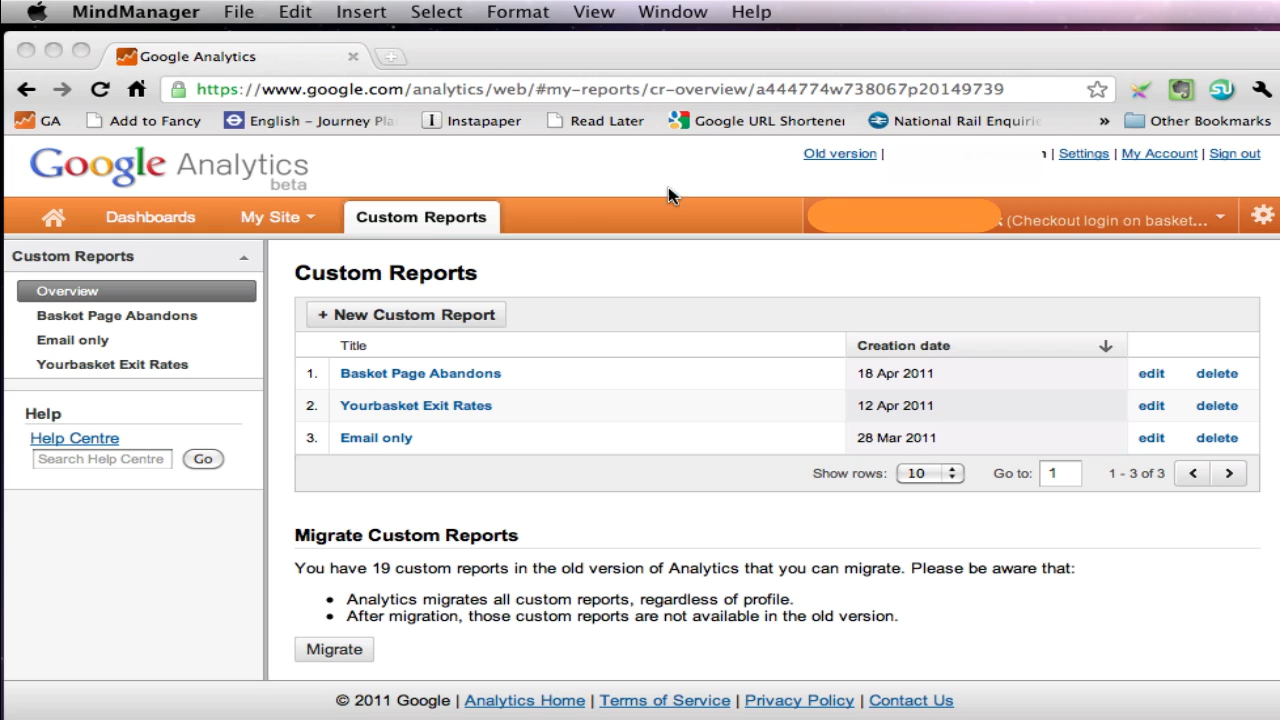 MindManager File Edit Insert Select Format View Window Help
Google Analytics
https://www.google.com/analytics/web/#my-reports/cr-overview/a444774w738067p20149739
GA Add to Fancy English – Journey Pla Instapaper Read Later Google URL Shortener National Rail Enquirie » Other Bookmarks
Old version | | Settings | My Account | Sign out
Google Analytics
beta
Dashboards My Site Custom Reports (Checkout login on basket...
Custom Reports
Overview
Basket Page Abandons
Email only
Yourbasket Exit Rates
Help
Help Centre
Search Help Centre Go
Custom Reports
+ New Custom Report
Title Creation date
1. Basket Page Abandons 18 Apr 2011 edit delete
2. Yourbasket Exit Rates 12 Apr 2011 edit delete
3. Email only 28 Mar 2011 edit delete
Show rows: 10 Go to: 1 1 - 3 of 3
Migrate Custom Reports
You have 19 custom reports in the old version of Analytics that you can migrate. Please be aware that:
• Analytics migrates all custom reports, regardless of profile.
• After migration, those custom reports are not available in the old version.
Migrate
© 2011 Google | Analytics Home | Terms of Service | Privacy Policy | Contact Us